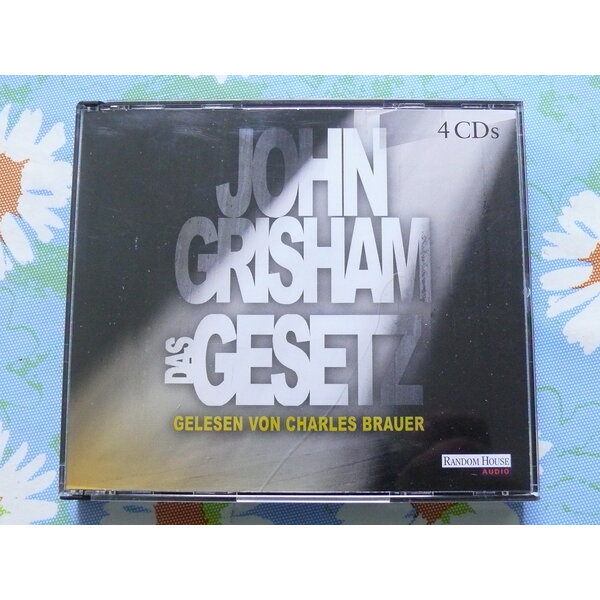 4 CDs
JOHN
GRISHAM
DAS GESETZ
GELESEN VON CHARLES BRAUER
RANDOM HOUSE
AUDIO